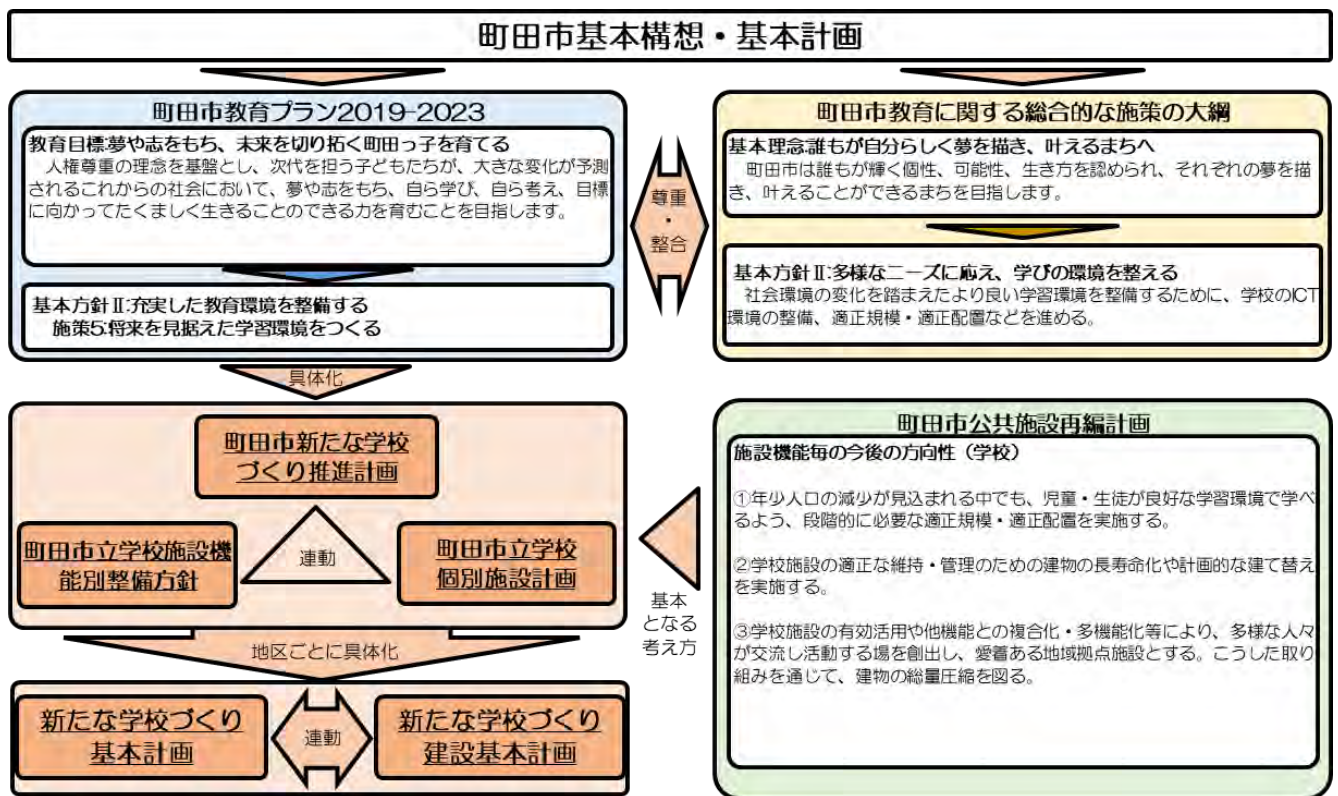 町田市基本構想・基本計画
町田市教育プラン2019-2023
教育目標:夢や志をもち、未来を切り拓く町田っ子を育てる
人権尊重の理念を基盤とし、次代を担う子どもたちが、大きな変化が予測
されるこれからの社会において、夢や志をもち、自ら学び、自ら考え、目標
に向かってたくましく生きることのできる力を育むことを目指します。
基本方針Ⅱ:充実した教育環境を整備する
施策5:将来を見据えた学習環境をつくる
尊重
・
整合
町田市教育に関する総合的な施策の大綱
基本理念:誰もが自分らしく夢を描き、叶えるまちへ
町田市は誰もが輝く個性、可能性、生き方を認められ、それぞれの夢を描
き、叶えることができるまちを目指します。
基本方針Ⅱ:多様なニーズに応え、学びの環境を整える
社会環境の変化を踏まえたより良い学習環境を整備するために、学校のICT
環境の整備、適正規模・適正配置などを進める。
具体化
町田市新たな学校
づくり推進計画
町田市立学校施設機
能別整備方針
連動
町田市立学校
個別施設計画
地区ごとに具体化
新たな学校づくり
基本計画
連動
新たな学校づくり
建設基本計画
基本
となる
考え方
町田市公共施設再編計画
施設機能毎の今後の方向性（学校）
①年少人口の減少が見込まれる中でも、児童・生徒が良好な学習環境で学べ
るよう、段階的に必要な適正規模・適正配置を実施する。
②学校施設の適正な維持・管理のための建物の長寿命化や計画的な建て替え
を実施する。
③学校施設の有効活用や他機能との複合化・多機能化等により、多様な人々
が交流し活動する場を創出し、愛着ある地域拠点施設とする。こうした取り
組みを通じて、建物の総量圧縮を図る。